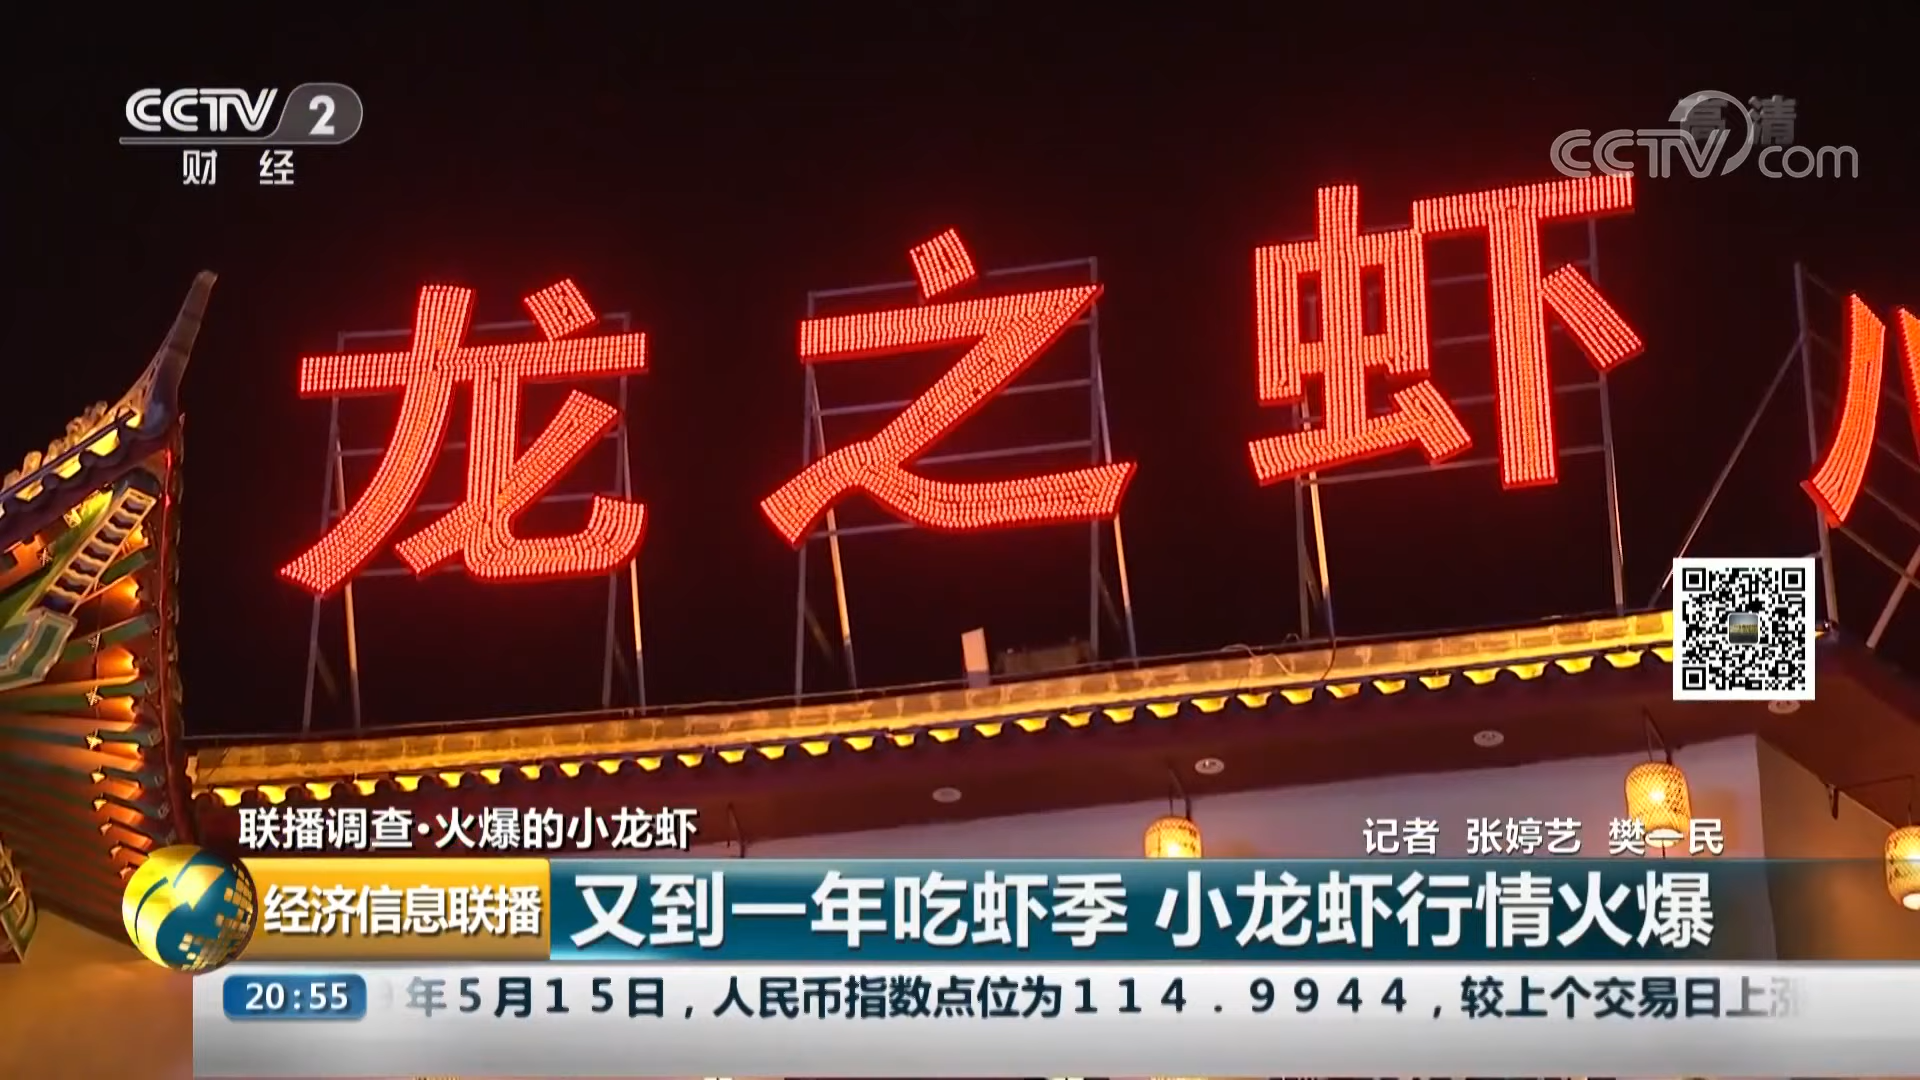 CCTV 2
财 经
高清
CCTV.com
龙之虾
联播调查·火爆的小龙虾
记者 张婷艺 樊一民
经济信息联播
又到一年吃虾季 小龙虾行情火爆
20:55
年5月15日，人民币指数点位为114.9944，较上个交易日上涨